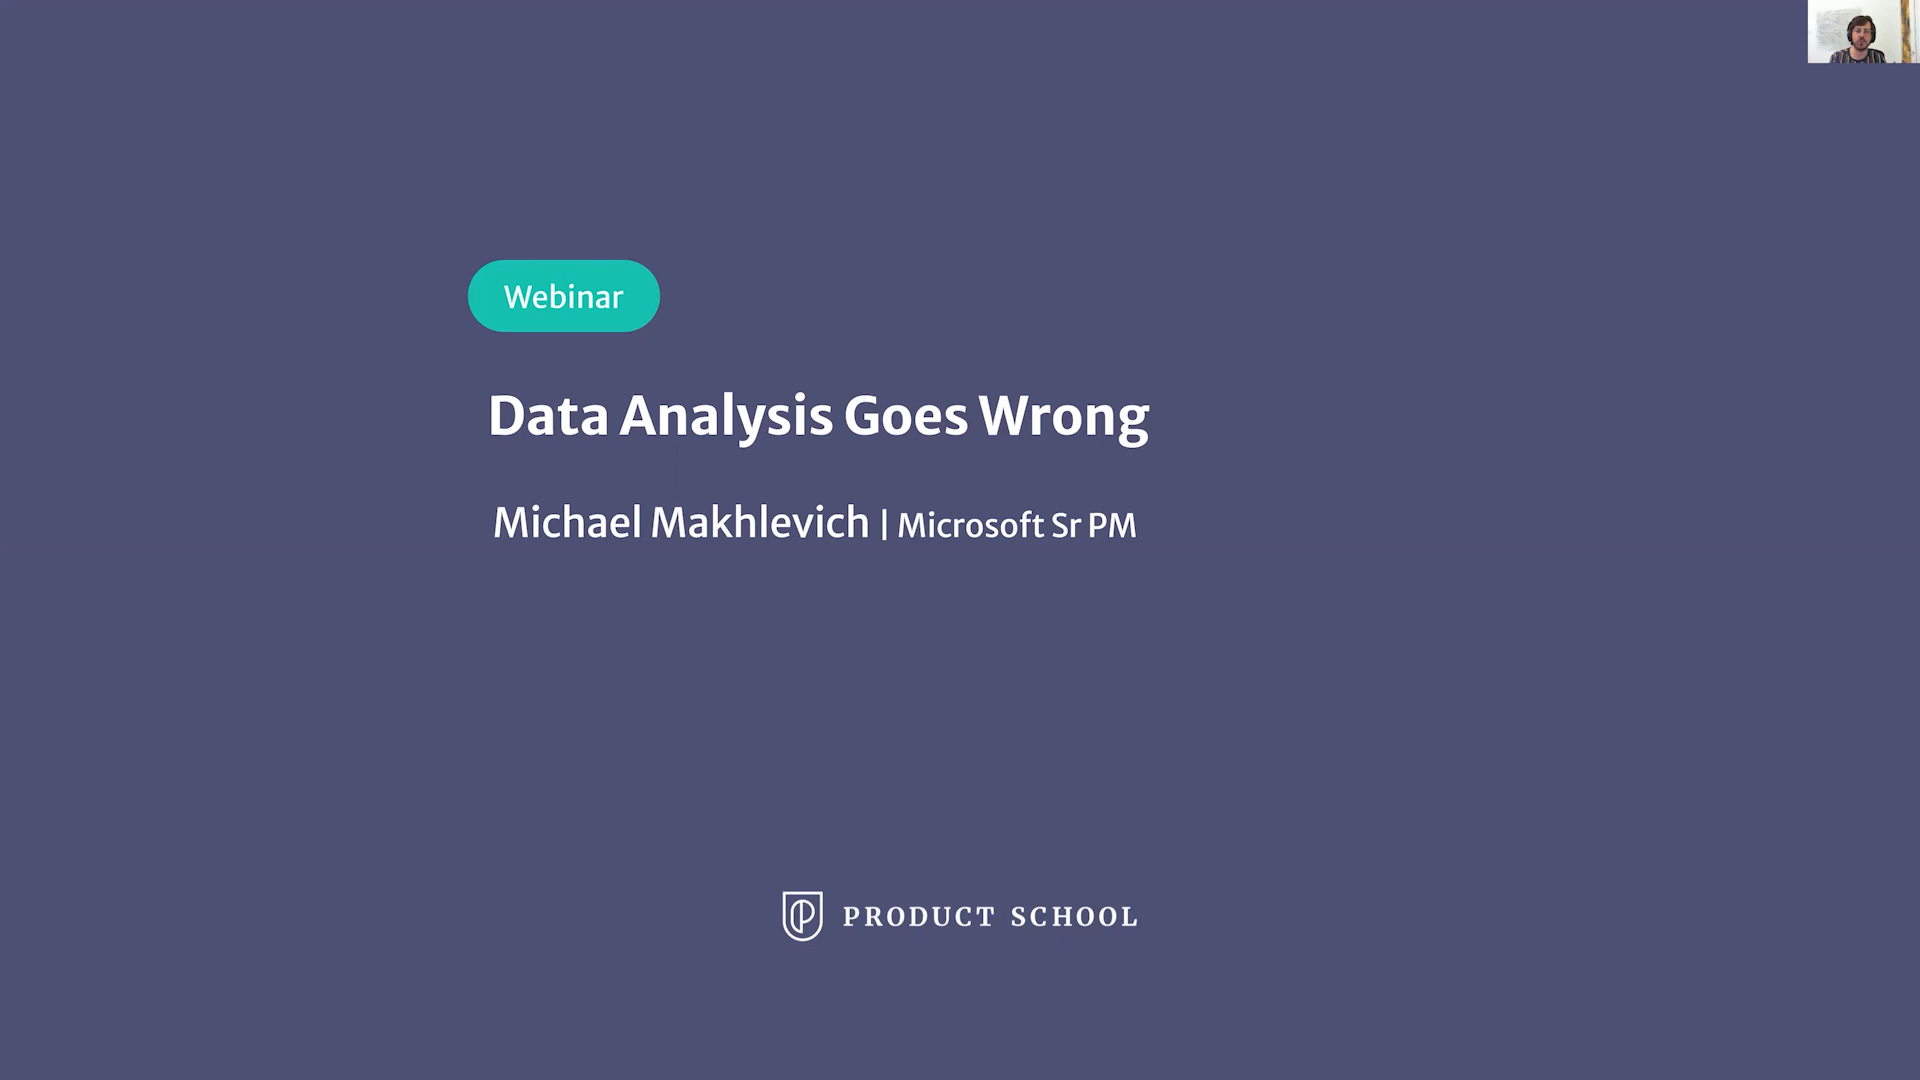 Webinar
Data Analysis Goes Wrong
Michael Makhlevich | Microsoft Sr PM
PRODUCT SCHOOL